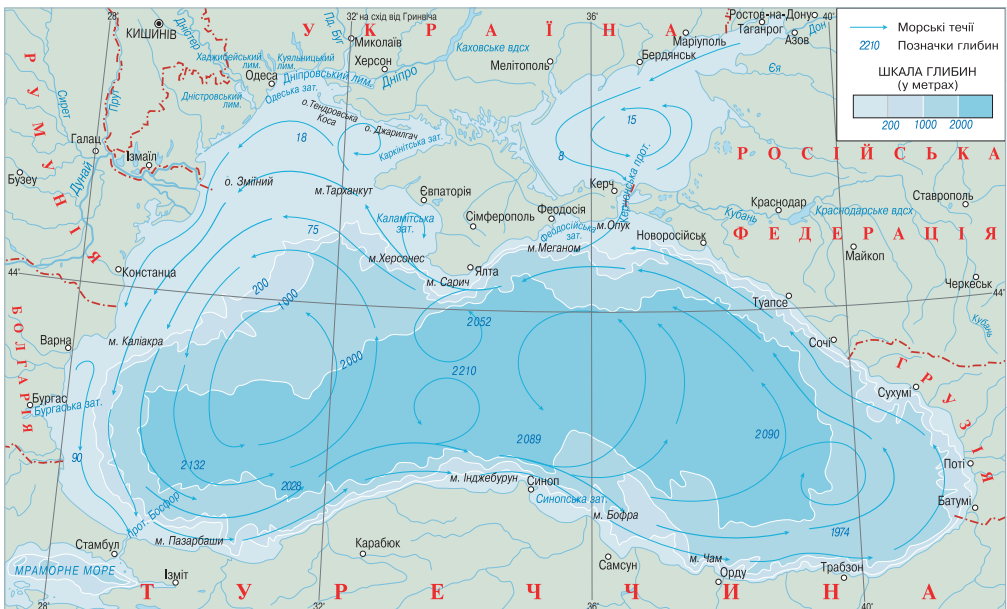 28°
32°на схід від Гринвіча
36°
40°
У К Р А Ї Н А
Морські течії
2210 Позначки глибин
ШКАЛА ГЛИБИН
(у метрах)
200 1000 2000
КИШИНІВ
Дністер
Хаджибейський лим.
Куяльницький лим.
Одеса
Дністровський лим.
Одеська зат.
Пд. Буг
Миколаїв
Херсон
Дніпровський лим.
Дніпро
Каховське вдсх
Мелітополь
Бердянськ
Маріуполь
Ростов-на-Дону
Таганрог
Азов
Дон
Єя
Р У М У Н І Я
Сирет
Прут
Галац
Ізмаїл
Бузеу
Дунай
о.Тендровська Коса
о. Джарилгач
Каркінітська зат.
18
15
8
о. Зміїний
м.Тарханкут
Євпаторія
Каламітська зат.
Сімферополь
Феодосія
Феодосійська зат.
Керч
Керченська прот.
м.Опук
м.Меганом
м.Херсонес
Ялта
м. Сарич
75
Р О С І Й С Ь К А
Ф Е Д Е Р А Ц І Я
Кубань
Краснодар
Краснодарське вдсх
Ставрополь
Новоросійськ
Майкоп
Черкеськ
Кубань
Туапсе
Сочі
44°
44°
Констанца
200
1000
2000
2052
2210
Б О Л Г А Р І Я
Варна
м. Каліакра
Бургас
Бургаська зат.
90
2132
2028
2089
2090
1974
Г Р У З І Я
Сухумі
Поті
Батумі
прот. Босфор
м. Пазарбаши
м. Інджебурун
Синоп
Синопська зат.
м. Бофра
м. Чам
Стамбул
МРАМОРНЕ МОРЕ
Ізміт
Карабюк
Самсун
Орду
Трабзон
Т У Р Е Ч Ч И Н А
28°
32°
36°
40°